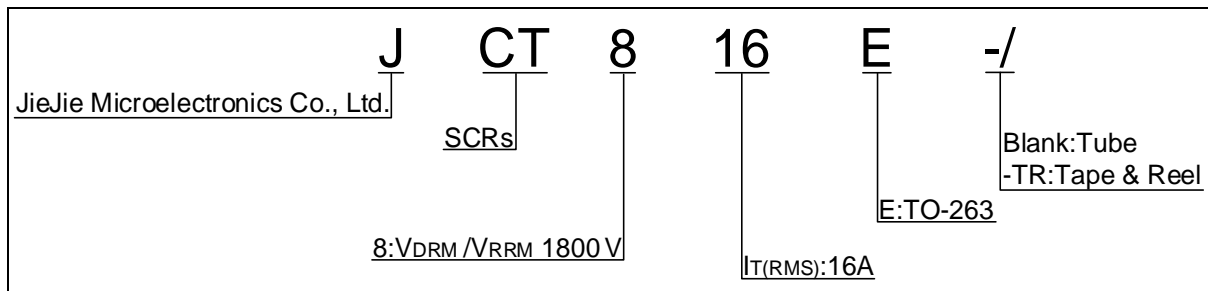 J CT 8 16 E -/
JieJie Microelectronics Co., Ltd.
SCRs
Blank:Tube
-TR:Tape & Reel
E:TO-263
8:VDRM /VRRM 1800 V
IT(RMS):16A